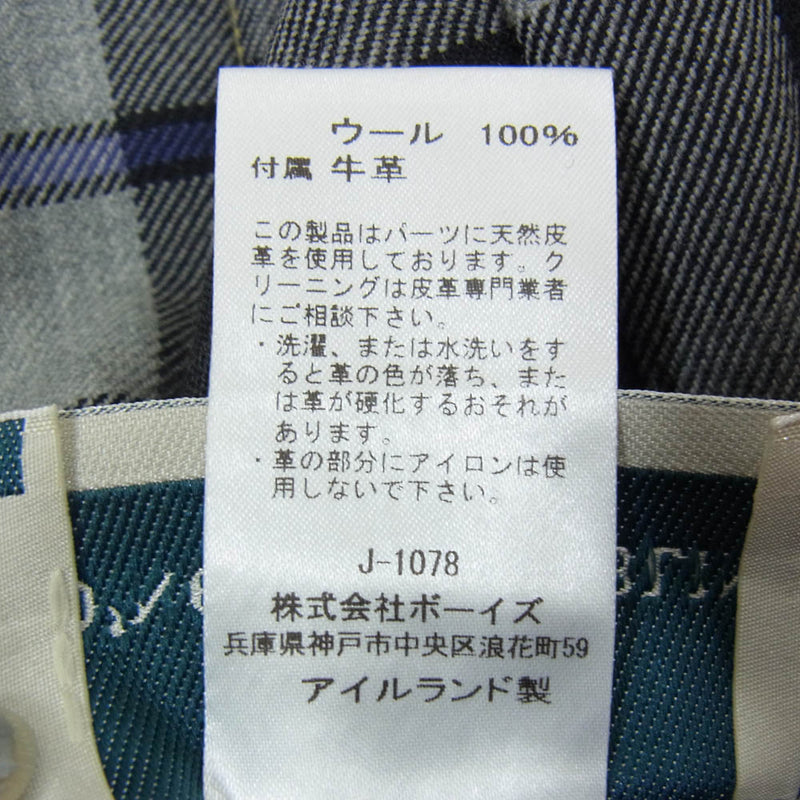 ウール 100%
付属 牛革
この製品はパーツに天然皮
革を使用しております。ク
リーニングは皮革専門業者
にご相談下さい。
・洗濯、または水洗いをす
ると革の色が落ち、また
は革が硬化するおそれが
あります。
・革の部分にアイロンは使
用しないで下さい。
J-1078
株式会社ボーイズ
兵庫県神戸市中央区浪花町59
アイルランド製